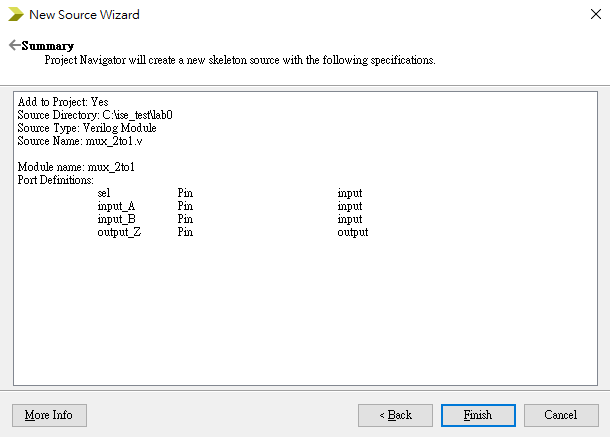 New Source Wizard
Summary
Project Navigator will create a new skeleton source with the following specifications.
Add to Project: Yes
Source Directory: C:\ise_test\lab0
Source Type: Verilog Module
Source Name: mux_2to1.v
Module name: mux_2to1
Port Definitions:
sel Pin input
input_A Pin input
input_B Pin input
output_Z Pin output
More Info
< Back
Finish
Cancel